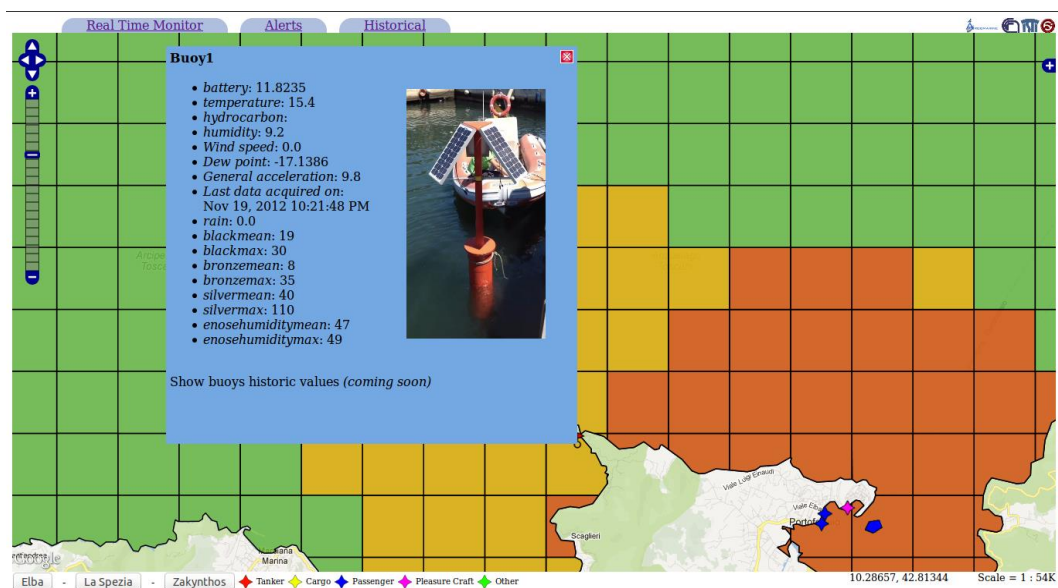 Real Time Monitor Alerts Historical
Buoy1
battery: 11.8235
temperature: 15.4
hydrocarbon:
humidity: 9.2
Wind speed: 0.0
Dew point: -17.1386
General acceleration: 9.8
Last data acquired on:
Nov 19, 2012 10:21:48 PM
rain: 0.0
blackmean: 19
blackmax: 30
bronzemean: 8
bronzemax: 35
silvermean: 40
silvermax: 110
enosehumiditymean: 47
enosehumiditymax: 49
Show buoys historic values (coming soon)
Viale Luigi Einaudi
Viale Elba
Portof
Scaglieri
Marina
Google
Elba - La Spezia - Zakynthos Tanker Cargo Passenger Pleasure Craft Other 10.28657, 42.81344 Scale = 1 : 54K